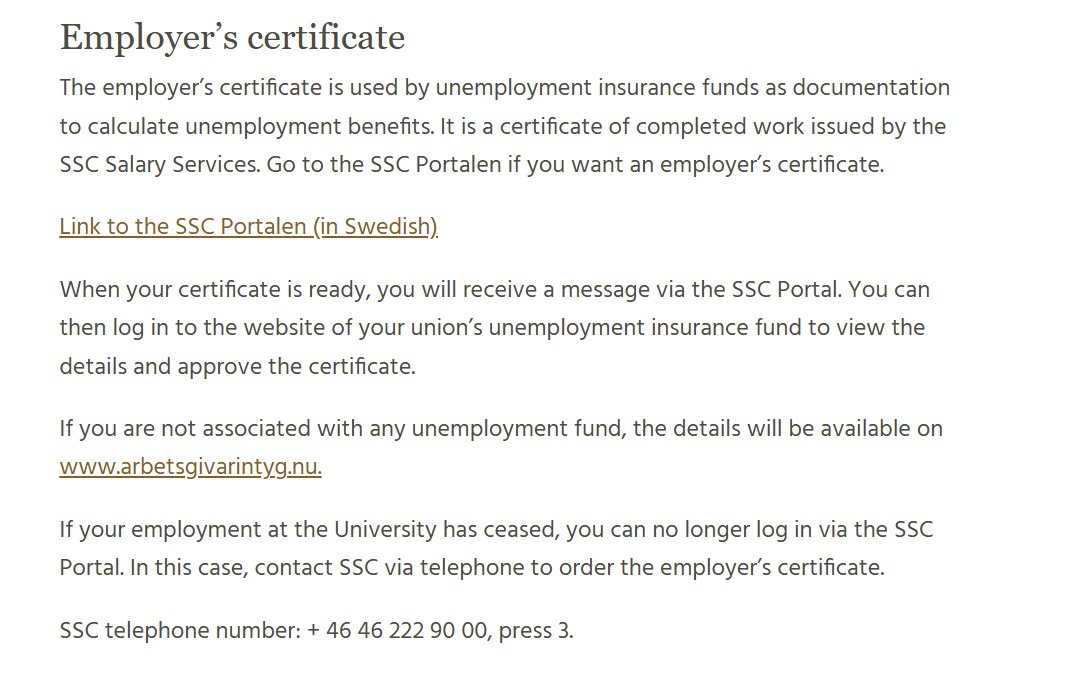 Employer’s certificate
The employer’s certificate is used by unemployment insurance funds as documentation
to calculate unemployment benefits. It is a certificate of completed work issued by the
SSC Salary Services. Go to the SSC Portalen if you want an employer’s certificate.
Link to the SSC Portalen (in Swedish)
When your certificate is ready, you will receive a message via the SSC Portal. You can
then log in to the website of your union’s unemployment insurance fund to view the
details and approve the certificate.
If you are not associated with any unemployment fund, the details will be available on
www.arbetsgivarintyg.nu.
If your employment at the University has ceased, you can no longer log in via the SSC
Portal. In this case, contact SSC via telephone to order the employer’s certificate.
SSC telephone number: + 46 46 222 90 00, press 3.